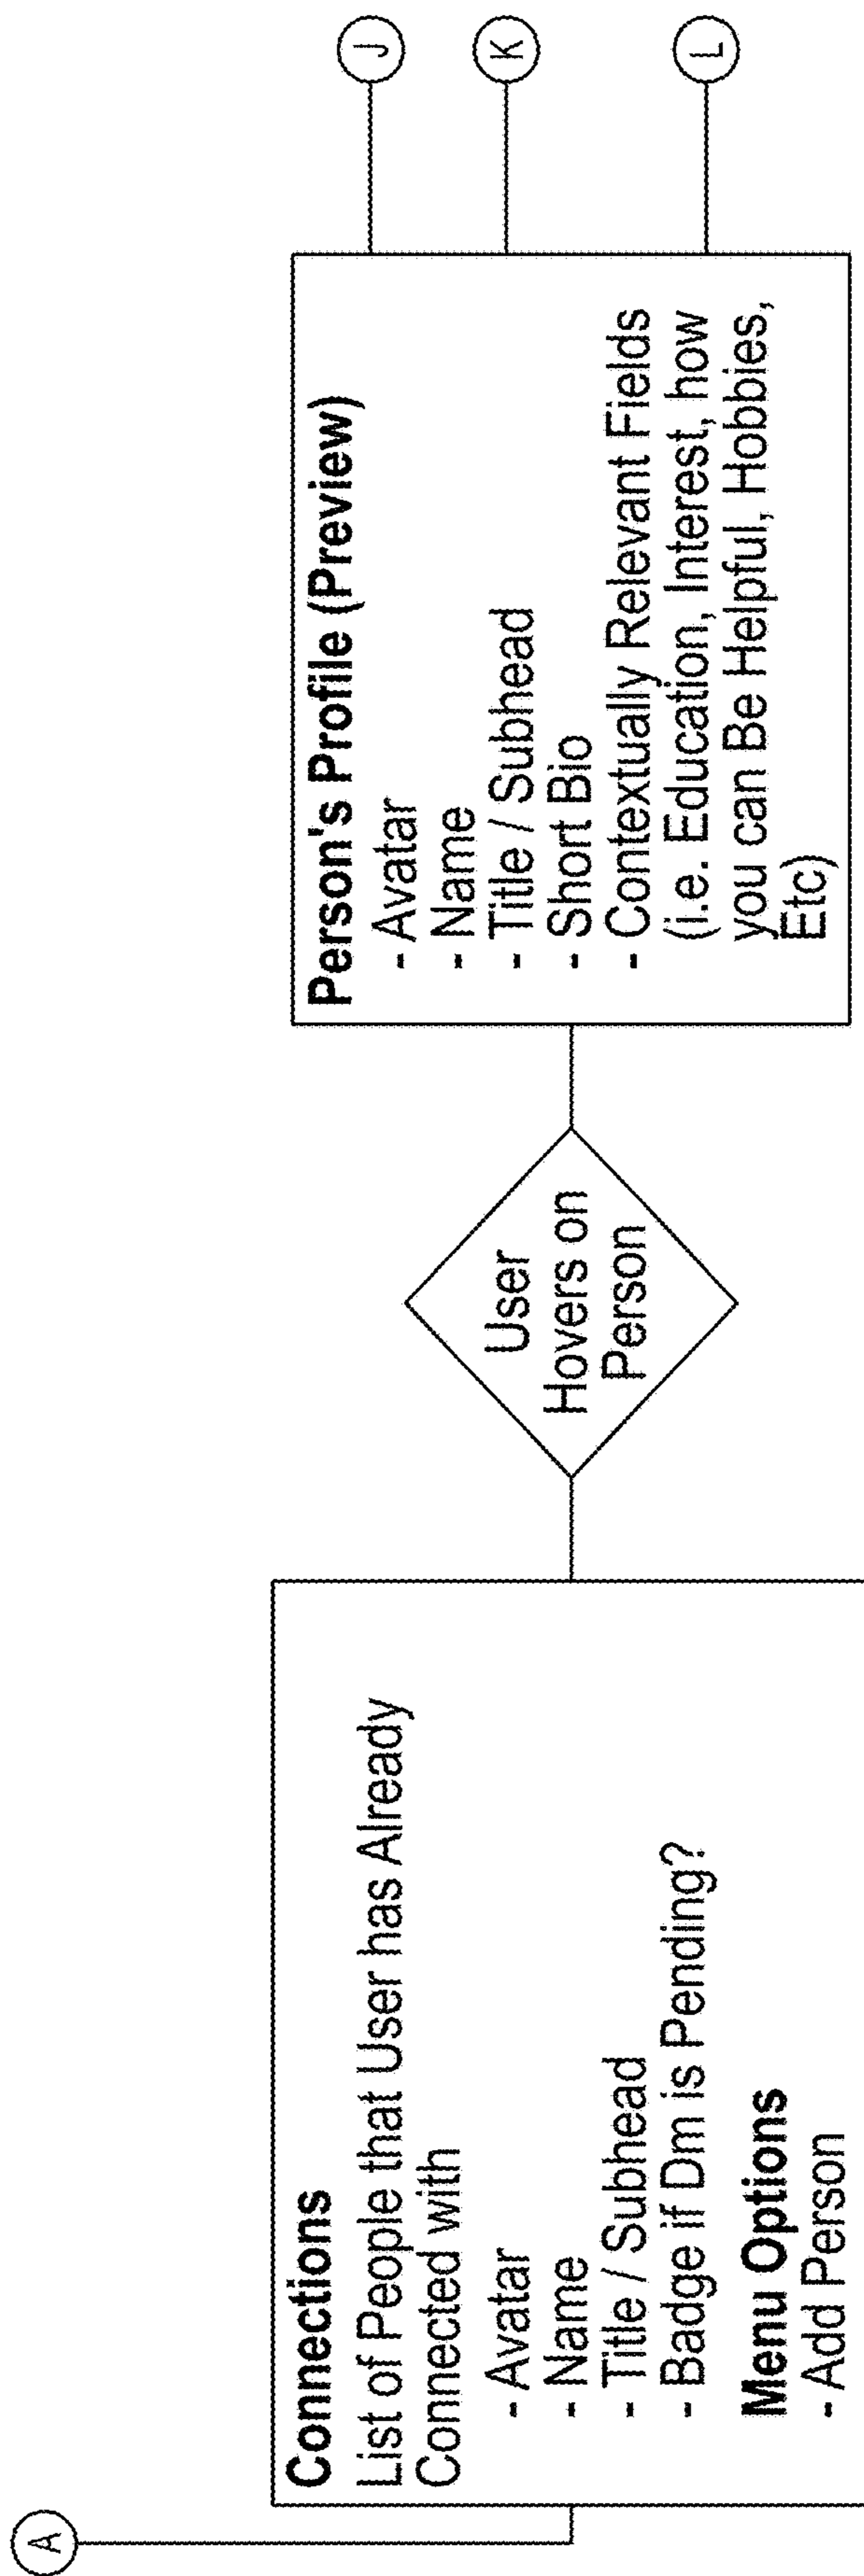 A
Connections
List of People that User has Already
Connected with
- Avatar
- Name
- Title / Subhead
- Badge if Dm is Pending?
Menu Options
- Add Person
User
Hovers on
Person
Person's Profile (Preview)
- Avatar
- Name
- Title / Subhead
- Short Bio
- Contextually Relevant Fields
(i.e. Education, Interest, how
you can Be Helpful, Hobbies,
Etc)
J
K
L